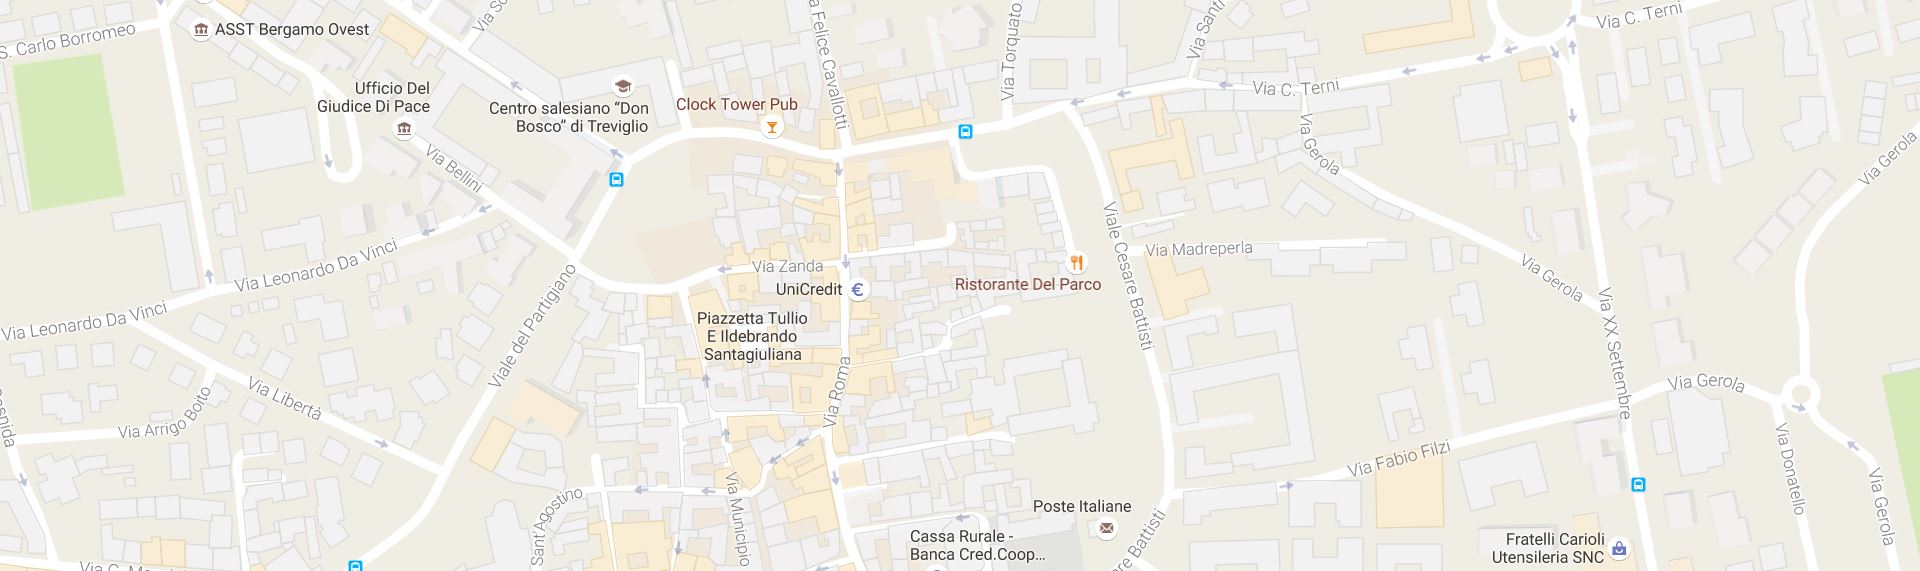 S. Carlo Borromeo
ASST Bergamo Ovest
Ufficio Del
Giudice Di Pace
Via Bellini
Centro salesiano “Don
Bosco” di Treviglio
Clock Tower Pub
Felice Cavallotti
Via Torquato
Via Santi
Via C. Terni
Via C. Terni
Via Gerola
Via Gerola
Via Gerola
Via Leonardo Da Vinci
Via Leonardo Da Vinci
Via Zanda
UniCredit
Piazzetta Tullio
E Ildebrando
Santagiuliana
Ristorante Del Parco
Via Madreperla
Viale Cesare Battisti
Via XX Settembre
Viale del Partigiano
Via Libertà
Via Arrigo Boito
Via Roma
Via Municipio
Sant'Agostino
Via Fabio Filzi
Via Gerola
Via Donatello
Via Gerola
Poste Italiane
Cassa Rurale -
Banca Cred.Coop...
Battisti
Fratelli Carioli
Utensileria SNC